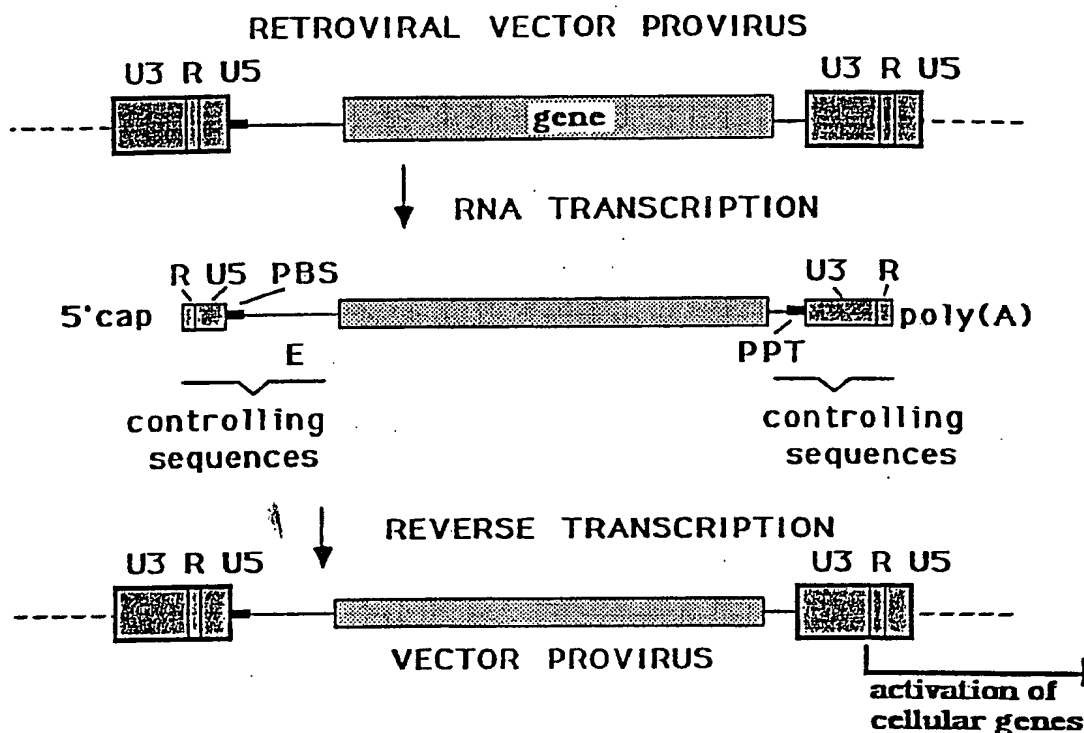 RETROVIRAL VECTOR PROVIRUS
U3 R U5
U3 R U5
gene
RNA TRANSCRIPTION
R U5 PBS
U3 R
5'cap
poly(A)
PPT
E
controlling
sequences
controlling
sequences
REVERSE TRANSCRIPTION
U3 R U5
U3 R U5
VECTOR PROVIRUS
activation of
cellular genes